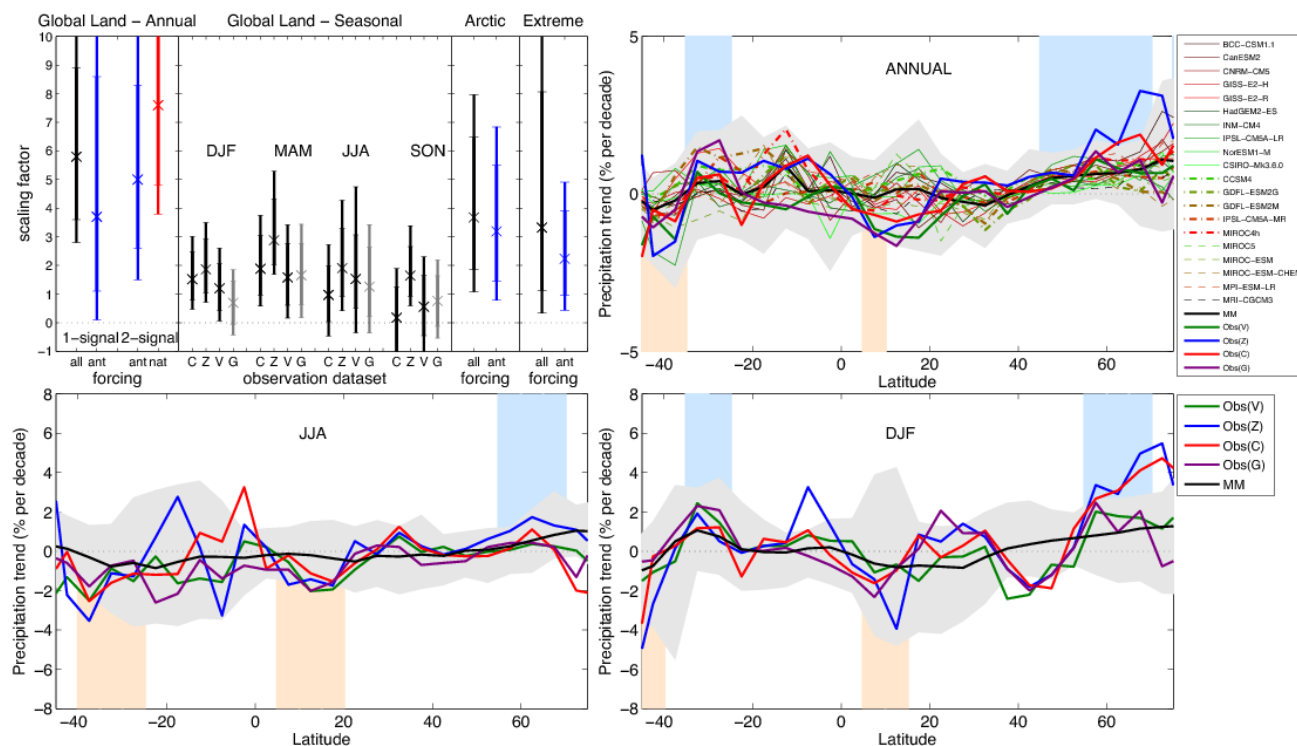 Global Land – Annual
Global Land – Seasonal
Arctic
Extreme
scaling factor
10
9
8
7
6
5
4
3
2
1
0
−1
DJF
MAM
JJA
SON
1−signal
2−signal
all ant
ant nat
C Z V G
C Z V G
C Z V G
C Z V G
all ant
all ant
forcing
observation dataset
forcing
forcing
ANNUAL
Precipitation trend (% per decade)
5
0
−5
−40 −20 0 20 40 60
Latitude
BCC−CSM1.1
CanESM2
CNRM−CM5
GISS−E2−H
GISS−E2−R
HadGEM2−ES
INM−CM4
IPSL−CM5A−LR
NorESM1−M
CSIRO−Mk3.6.0
CCSM4
GDFL−ESM2G
GDFL−ESM2M
IPSL−CM5A−MR
MIROC4h
MIROC5
MIROC−ESM
MIROC−ESM−CHEM
MPI−ESM−LR
MRI−CGCM3
MM
Obs(V)
Obs(Z)
Obs(C)
Obs(G)
JJA
Precipitation trend (% per decade)
8
6
4
2
0
−2
−4
−6
−8
−40 −20 0 20 40 60
Latitude
DJF
Precipitation trend (% per decade)
8
6
4
2
0
−2
−4
−6
−8
−40 −20 0 20 40 60
Latitude
Obs(V)
Obs(Z)
Obs(C)
Obs(G)
MM